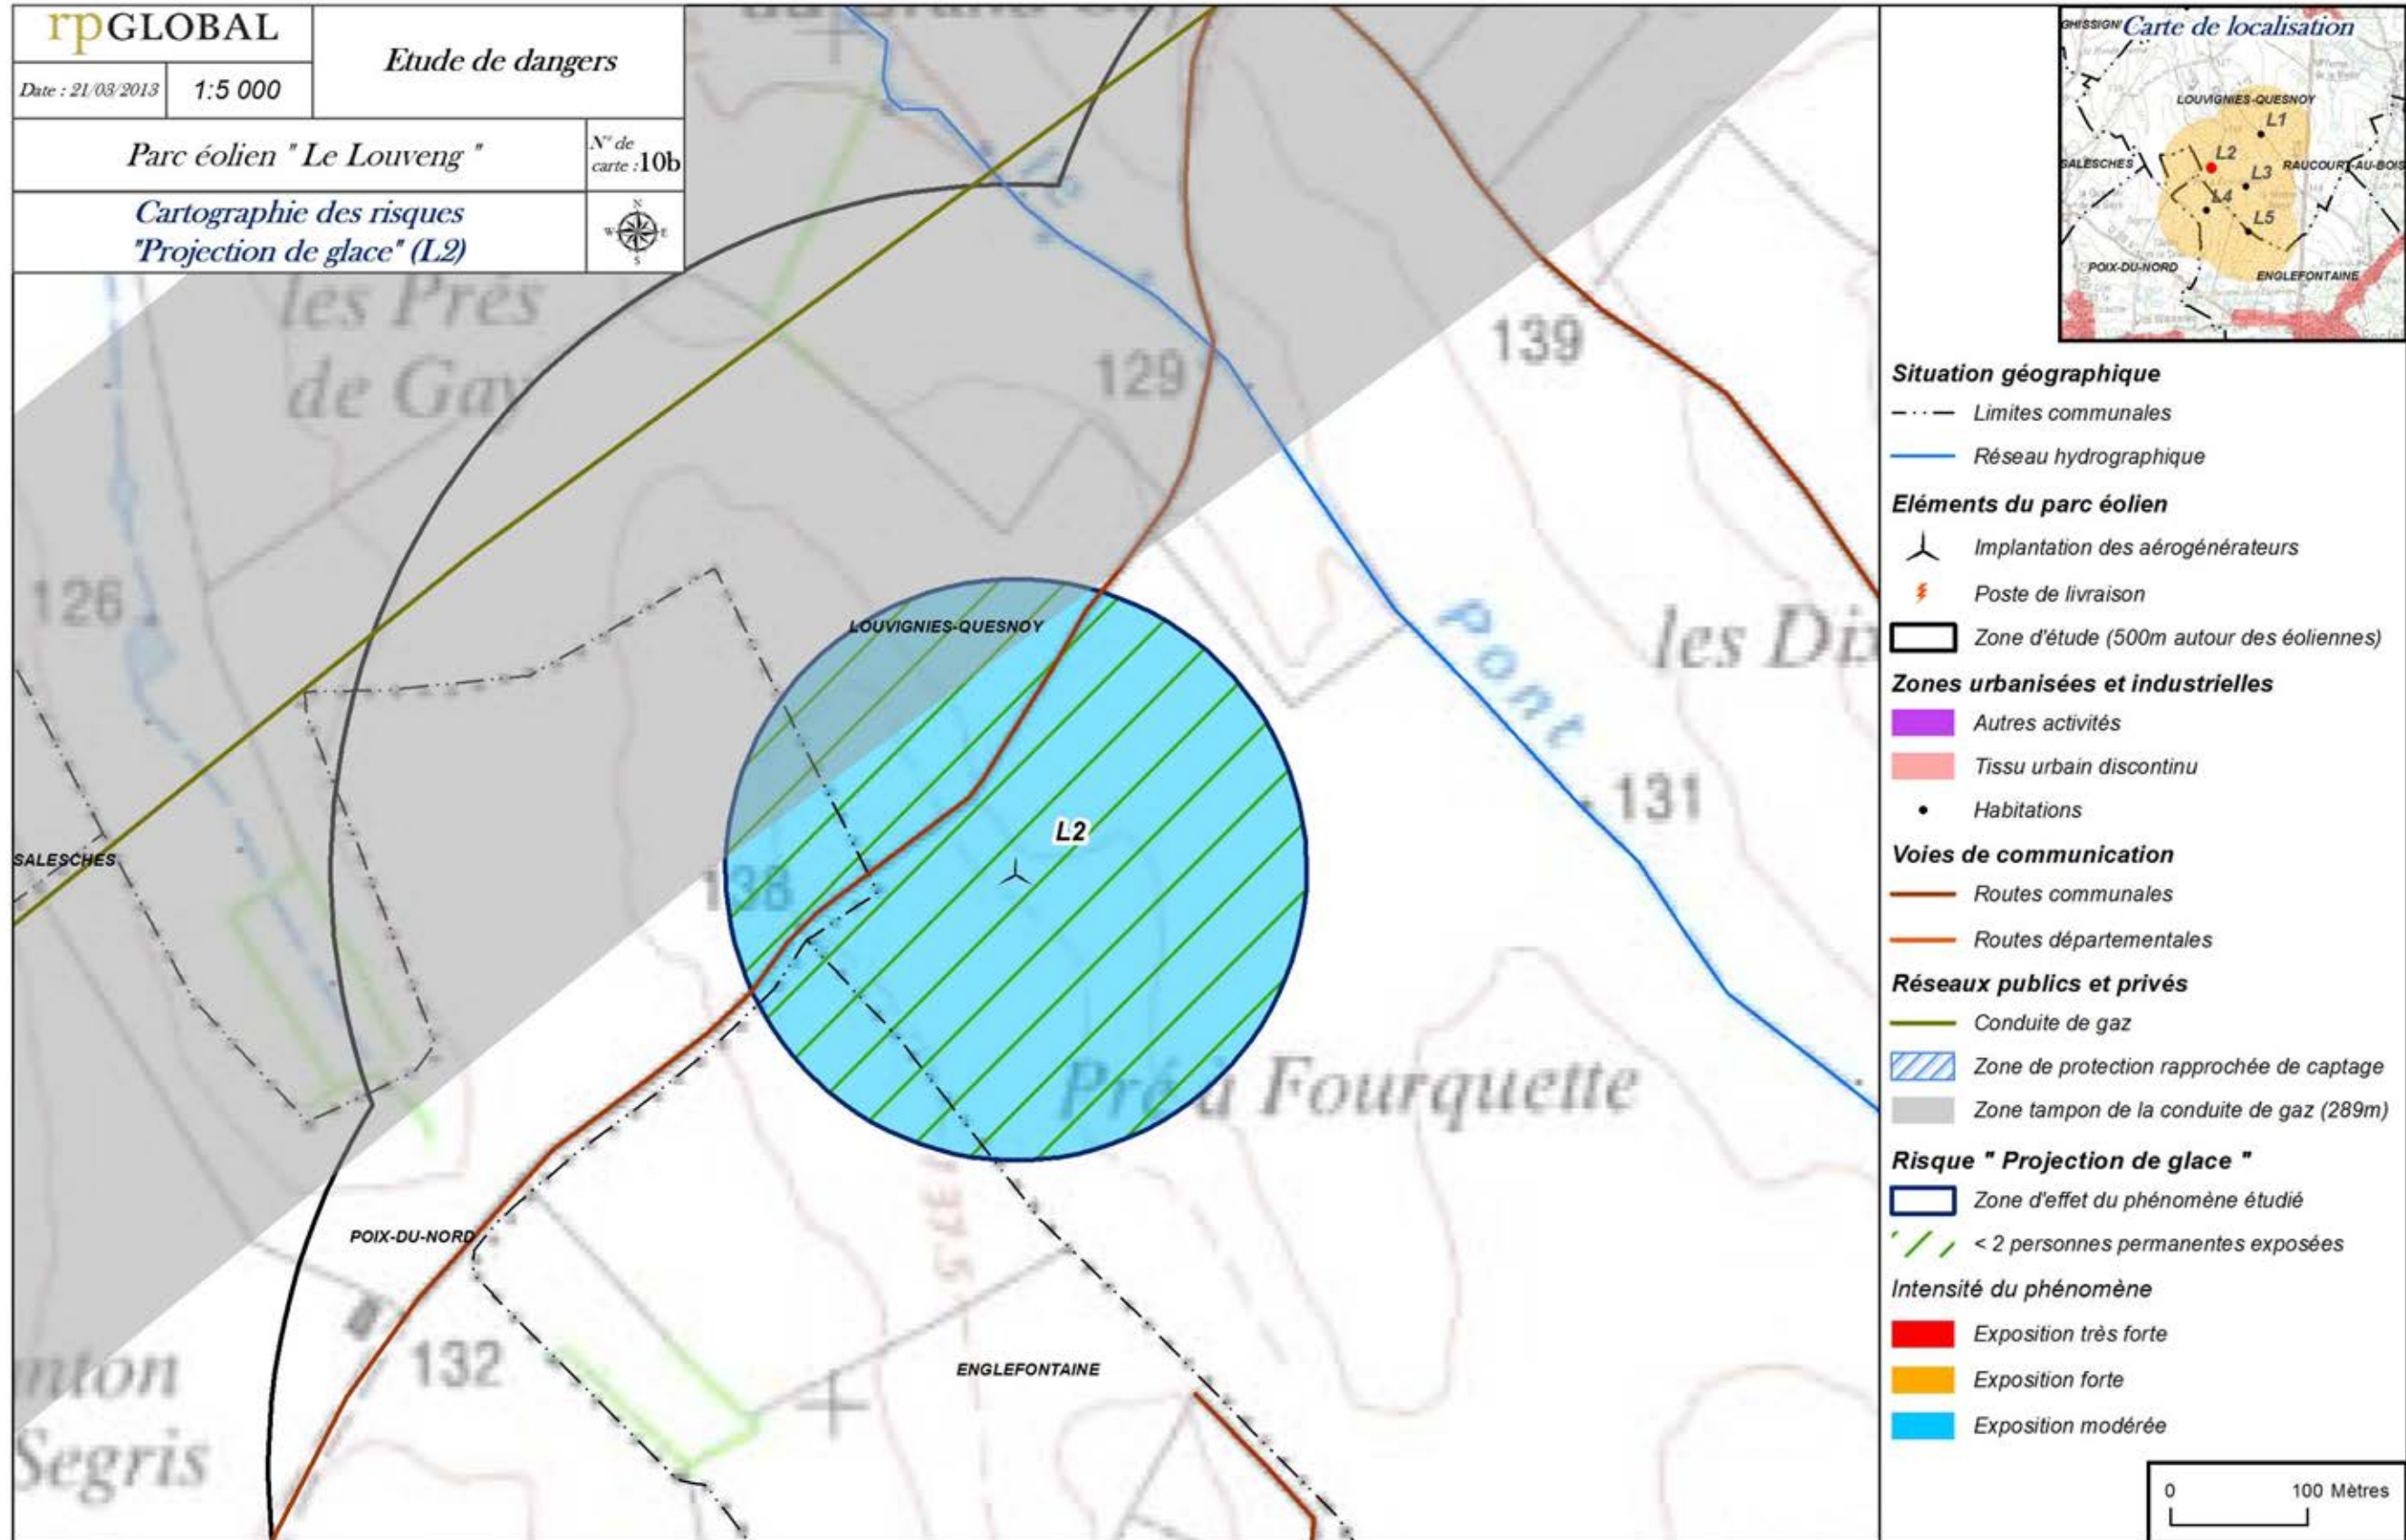 rpGLOBAL
Date : 21/03/2013
1:5 000
Etude de dangers
Parc éolien " Le Louveng "
N° de
carte : 10b
Cartographie des risques
"Projection de glace" (L2)
N
W E
S
les Prés
de Gay
126
129
139
le
Pont
les Dix
131
138
LOUVIGNIES-QUESNOY
L2
SALESCHES
Pré à Fourquette
POIX-DU-NORD
132
ENGLEFONTAINE
Segris
Carte de localisation
LOUVIGNIES-QUESNOY
L1
L2
SALESCHES
RAUCOURT-AU-BOIS
L3
L4
L5
POIX-DU-NORD
ENGLEFONTAINE
Situation géographique
Limites communales
Réseau hydrographique
Eléments du parc éolien
Implantation des aérogénérateurs
Poste de livraison
Zone d'étude (500m autour des éoliennes)
Zones urbanisées et industrielles
Autres activités
Tissu urbain discontinu
Habitations
Voies de communication
Routes communales
Routes départementales
Réseaux publics et privés
Conduite de gaz
Zone de protection rapprochée de captage
Zone tampon de la conduite de gaz (289m)
Risque " Projection de glace "
Zone d'effet du phénomène étudié
< 2 personnes permanentes exposées
Intensité du phénomène
Exposition très forte
Exposition forte
Exposition modérée
0 100 Mètres